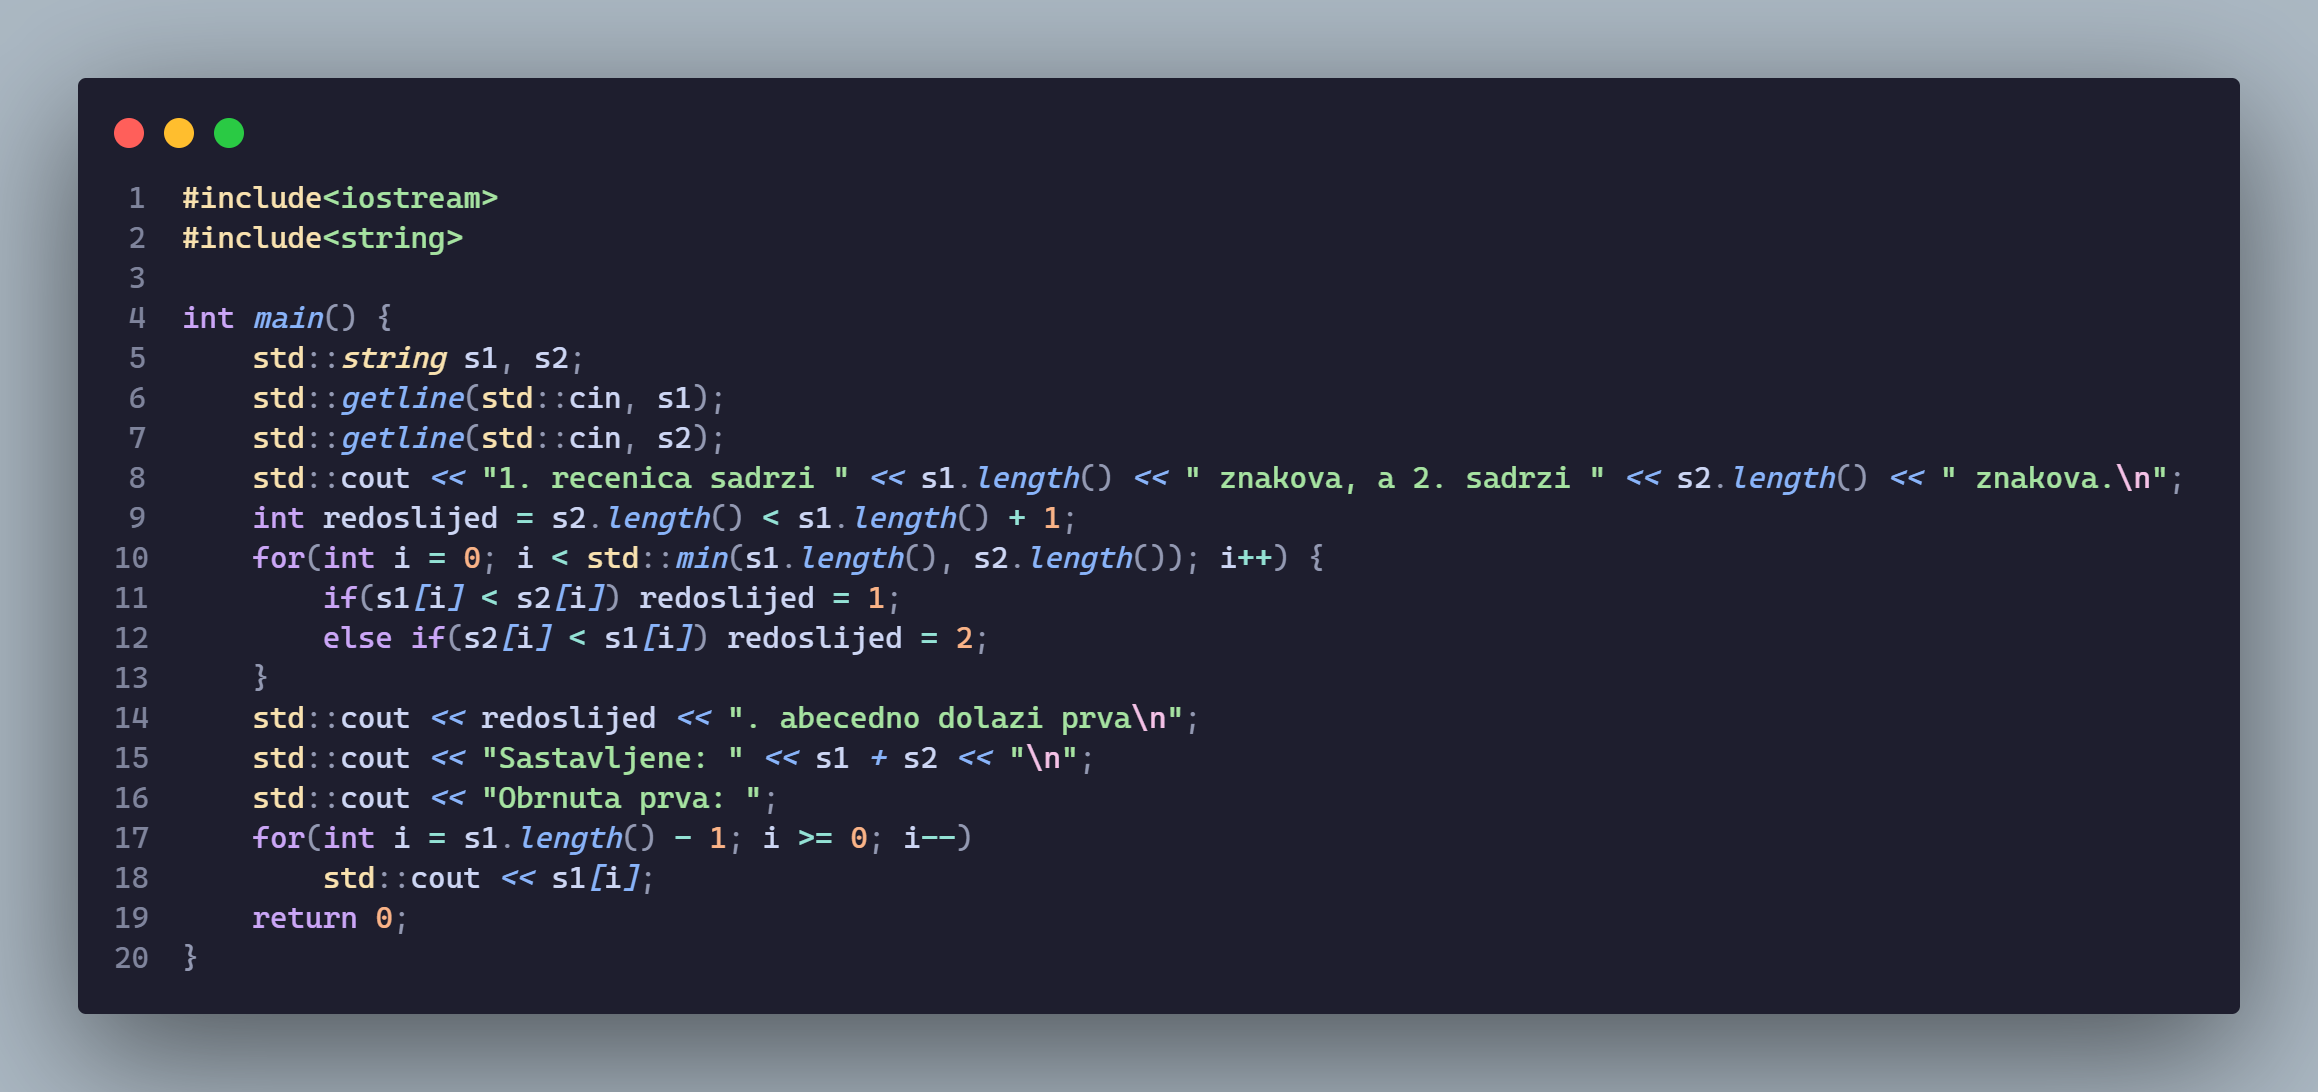 1 #include<iostream>
2 #include<string>
3
4 int main() {
5     std::string s1, s2;
6     std::getline(std::cin, s1);
7     std::getline(std::cin, s2);
8     std::cout << "1. recenica sadrzi " << s1.length() << " znakova, a 2. sadrzi " << s2.length() << " znakova.\n";
9     int redoslijed = s2.length() < s1.length() + 1;
10     for(int i = 0; i < std::min(s1.length(), s2.length()); i++) {
11         if(s1[i] < s2[i]) redoslijed = 1;
12         else if(s2[i] < s1[i]) redoslijed = 2;
13     }
14     std::cout << redoslijed << ". abecedno dolazi prva\n";
15     std::cout << "Sastavljene: " << s1 + s2 << "\n";
16     std::cout << "Obrnuta prva: ";
17     for(int i = s1.length() - 1; i >= 0; i--)
18         std::cout << s1[i];
19     return 0;
20 }